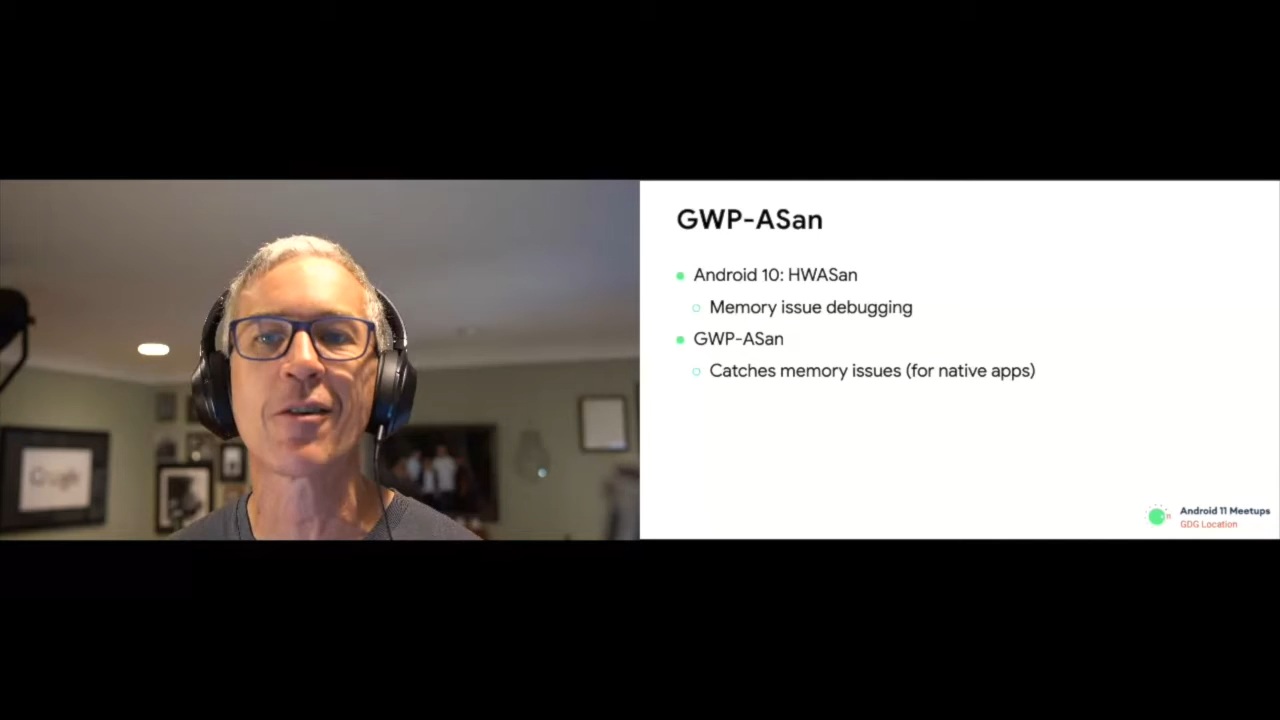 GWP-ASan
Android 10: HWASan
Memory issue debugging
GWP-ASan
Catches memory issues (for native apps)
Android 11 Meetups
GDG Location
Google